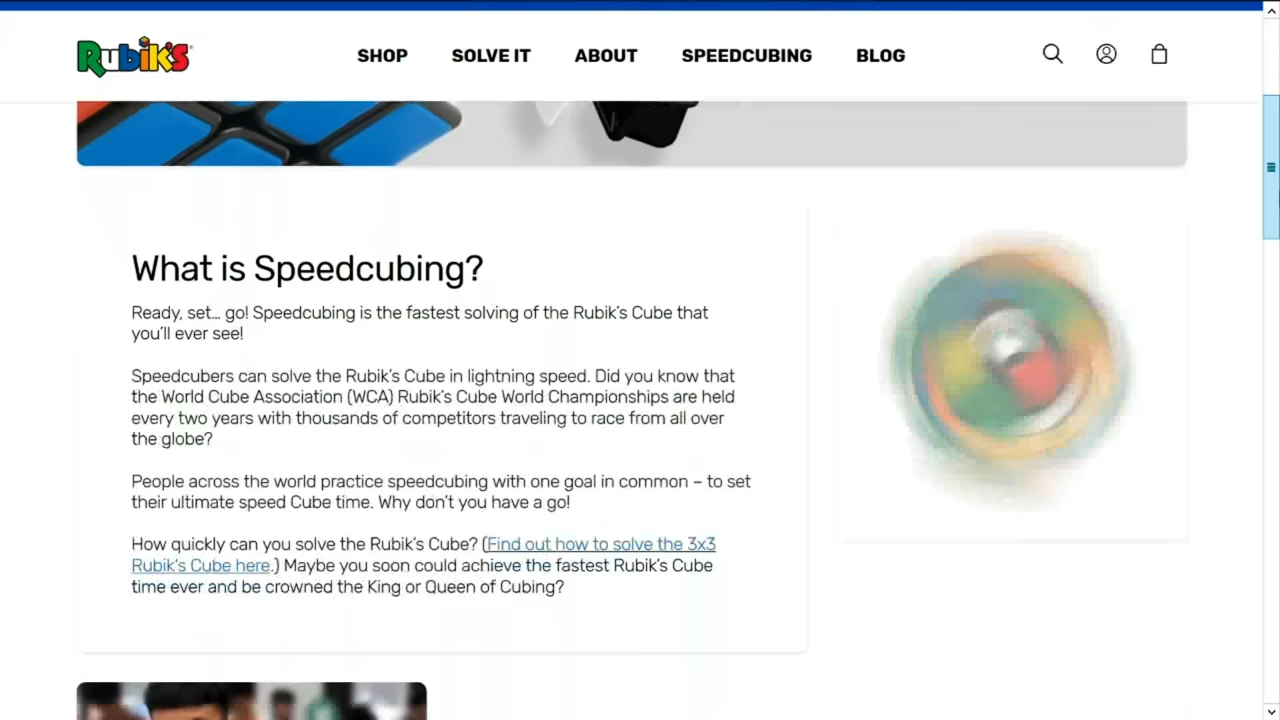 Rubik's
SHOP
SOLVE IT
ABOUT
SPEEDCUBING
BLOG
What is Speedcubing?
Ready, set... go! Speedcubing is the fastest solving of the Rubik's Cube that
you'll ever see!
Speedcubers can solve the Rubik's Cube in lightning speed. Did you know that
the World Cube Association (WCA) Rubik's Cube World Championships are held
every two years with thousands of competitors traveling to race from all over
the globe?
People across the world practice speedcubing with one goal in common – to set
their ultimate speed Cube time. Why don't you have a go!
How quickly can you solve the Rubik's Cube? (Find out how to solve the 3x3
Rubik's Cube here.) Maybe you soon could achieve the fastest Rubik's Cube
time ever and be crowned the King or Queen of Cubing?